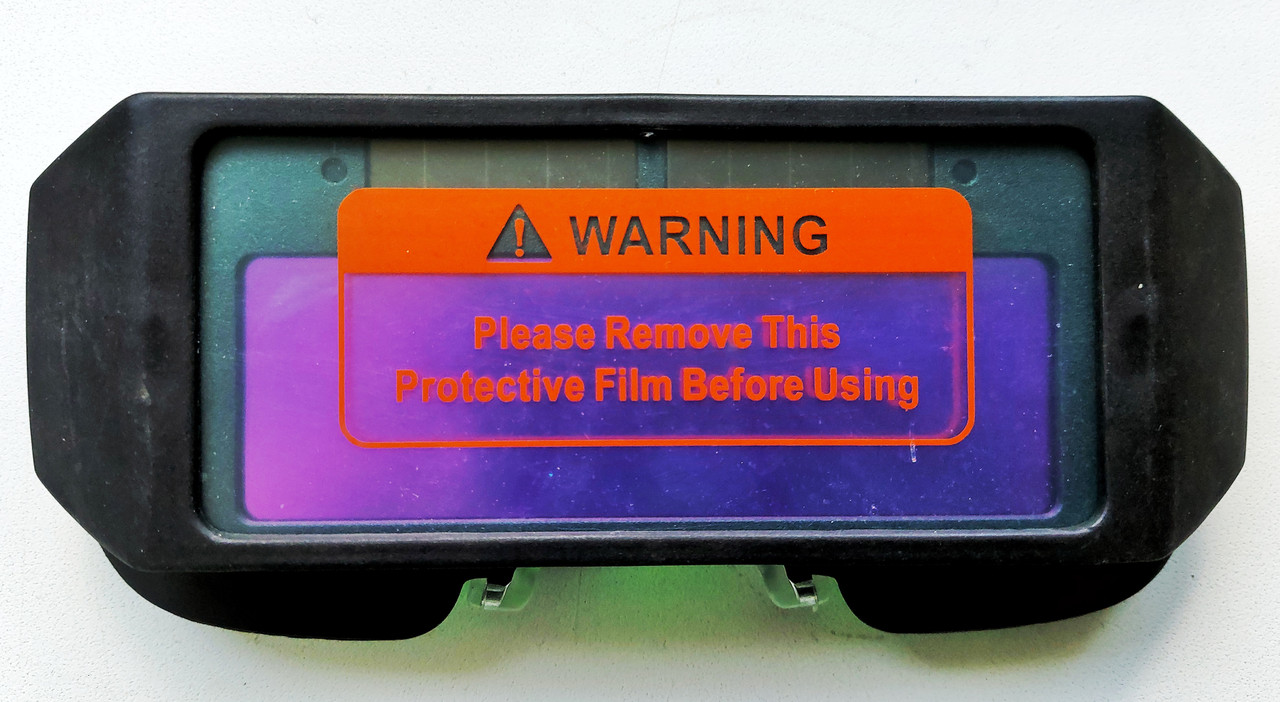 WARNING
Please Remove This
Protective Film Before Using